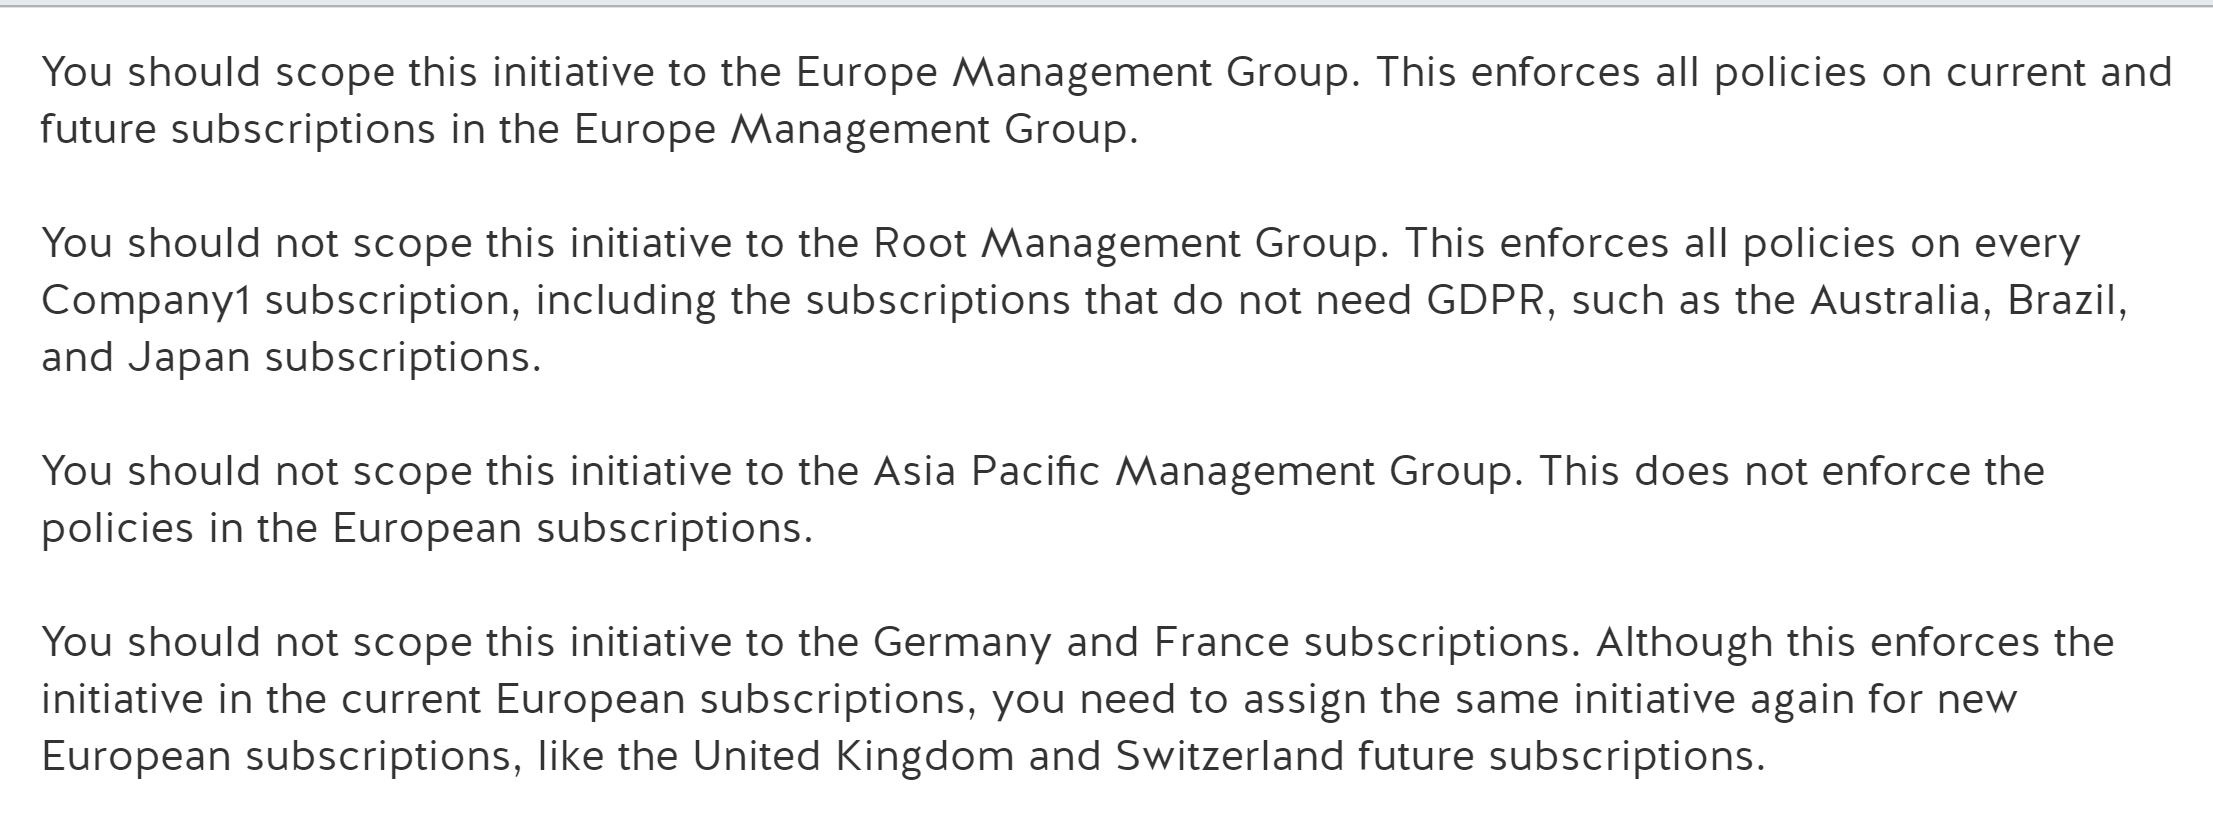 You should scope this initiative to the Europe Management Group. This enforces all policies on current and
future subscriptions in the Europe Management Group.
You should not scope this initiative to the Root Management Group. This enforces all policies on every
Company1 subscription, including the subscriptions that do not need GDPR, such as the Australia, Brazil,
and Japan subscriptions.
You should not scope this initiative to the Asia Pacific Management Group. This does not enforce the
policies in the European subscriptions.
You should not scope this initiative to the Germany and France subscriptions. Although this enforces the
initiative in the current European subscriptions, you need to assign the same initiative again for new
European subscriptions, like the United Kingdom and Switzerland future subscriptions.